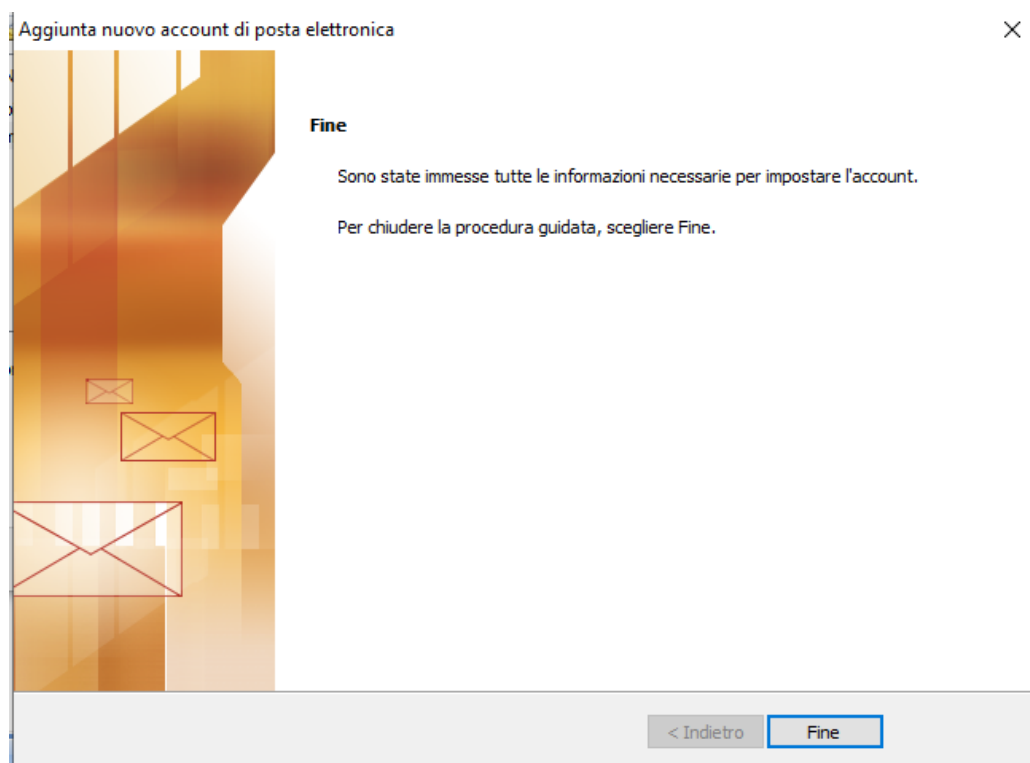 Aggiunta nuovo account di posta elettronica
Fine
Sono state immesse tutte le informazioni necessarie per impostare l'account.
Per chiudere la procedura guidata, scegliere Fine.
< Indietro
Fine